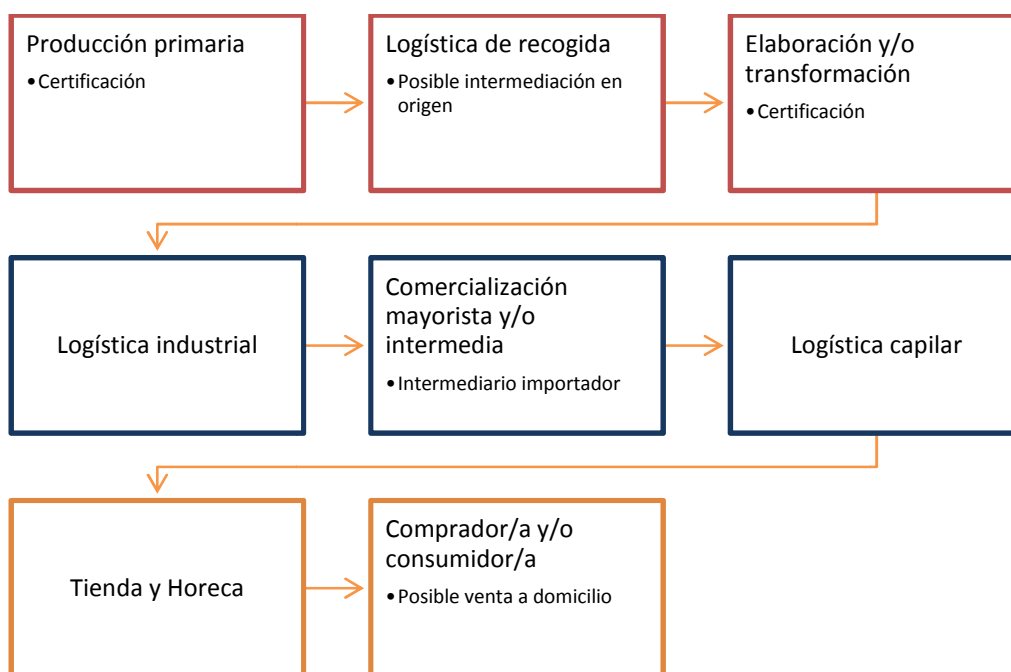 Producción primaria
•Certificación
Logística de recogida
•Posible intermediación en
origen
Elaboración y/o
transformación
•Certificación
Logística industrial
Comercialización
mayorista y/o
intermedia
•Intermediario importador
Logística capilar
Tienda y Horeca
Comprador/a y/o
consumidor/a
•Posible venta a domicilio